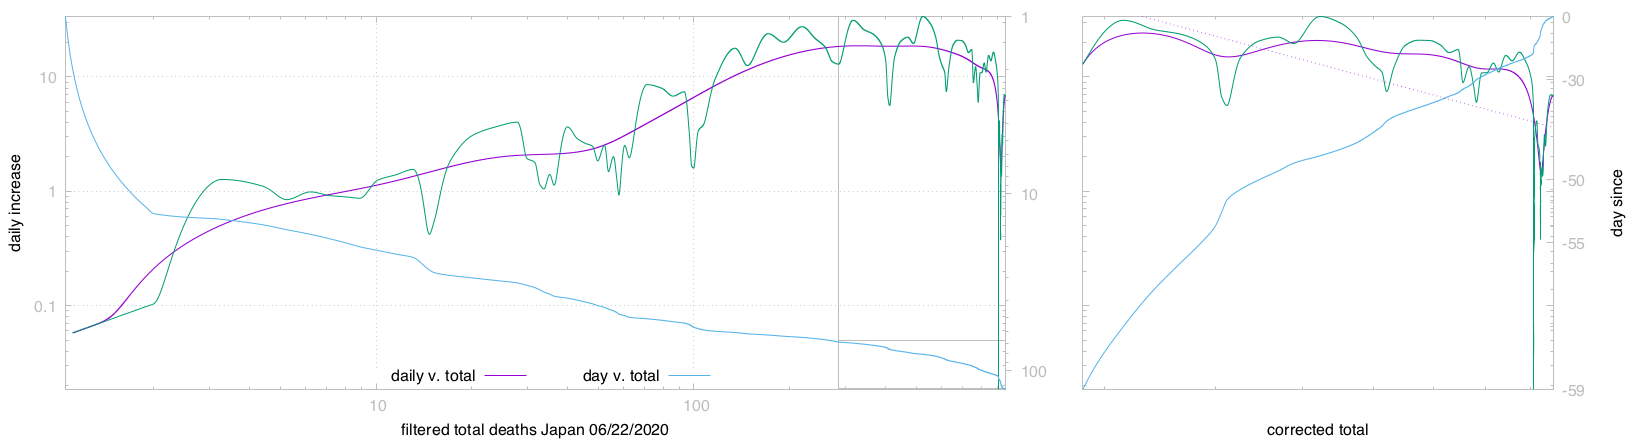 daily increase
10
1
0.1
10
100
daily v. total
day v. total
filtered total deaths Japan 06/22/2020
1
10
100
0
-30
-50
-55
-59
day since
corrected total